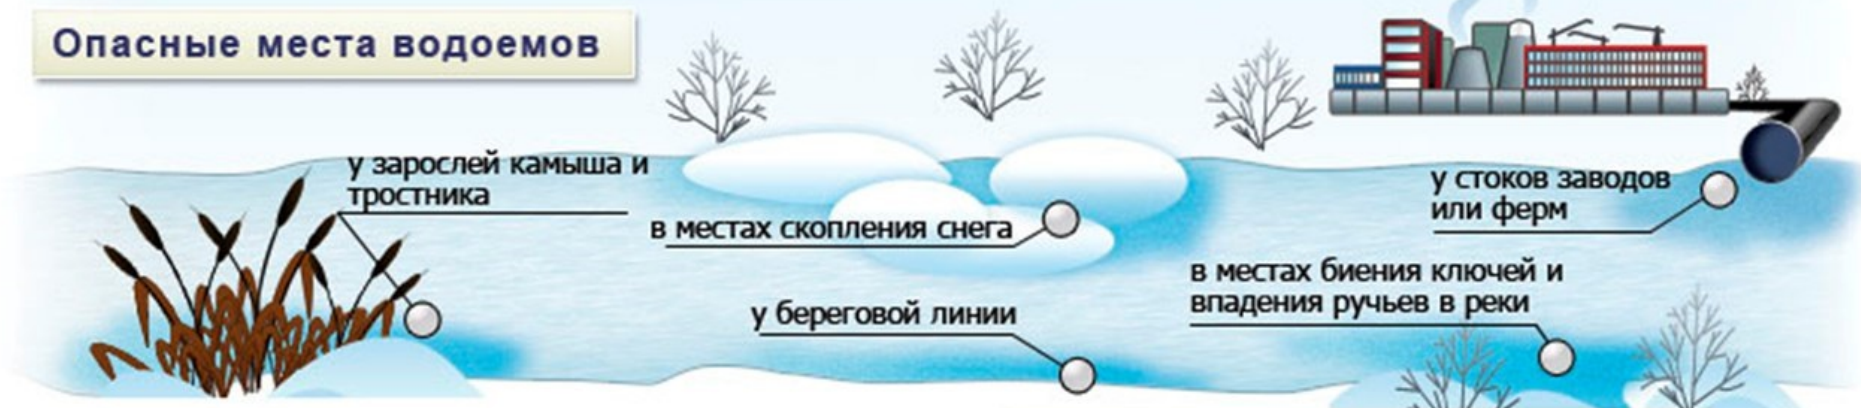 Опасные места водоемов
у зарослей камыша и
тростника
в местах скопления снега
у стоков заводов
или ферм
в местах биения ключей и
впадения ручьев в реки
у береговой линии